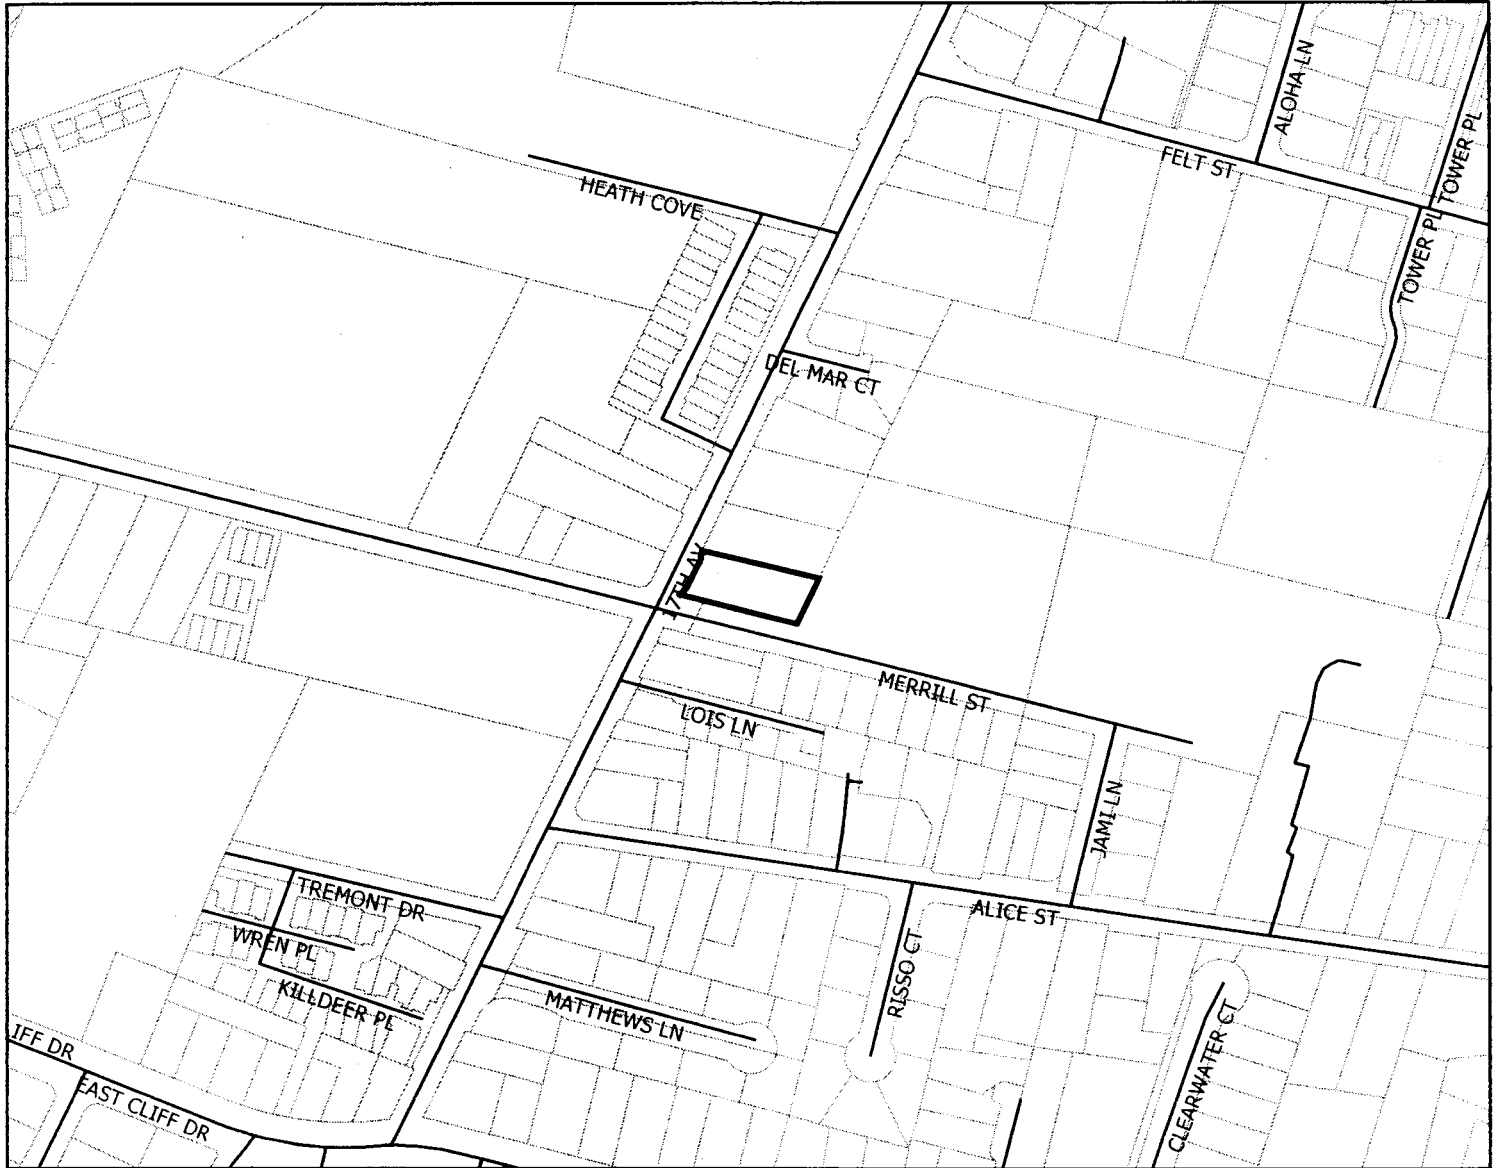 ALOHA LN
TOWER PL
FELT ST
HEATH COVE
TOWER PL
DEL MAR CT
17TH AV
MERRILL ST
LOIS LN
JAMI LN
TREMONT DR
ALICE ST
WREN PL
RISSO CT
KILLDEER PL
MATTHEWS LN
CLEARWATER CT
IFF DR
EAST CLIFF DR